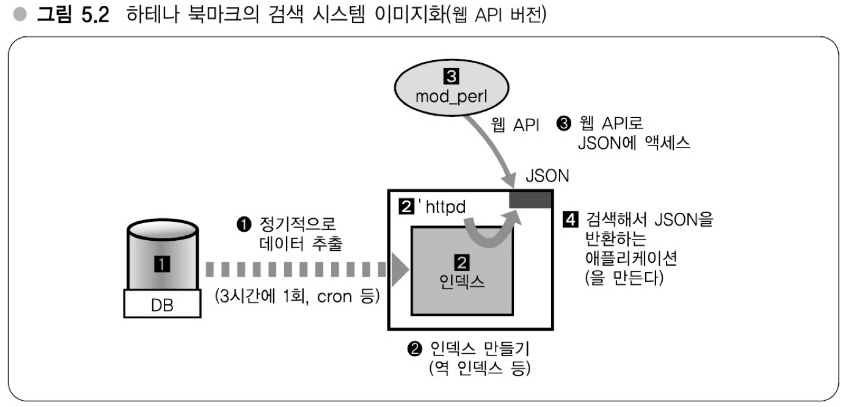 ● 그림 5.2 하테나 북마크의 검색 시스템 이미지화(웹 API 버전)
3
mod_perl
웹 API
❸ 웹 API로
JSON에 액세스
JSON
2' httpd
❶ 정기적으로
데이터 추출
4 검색해서 JSON을
반환하는
애플리케이션
(을 만든다)
1
DB
(3시간에 1회, cron 등)
2
인덱스
❷ 인덱스 만들기
(역 인덱스 등)